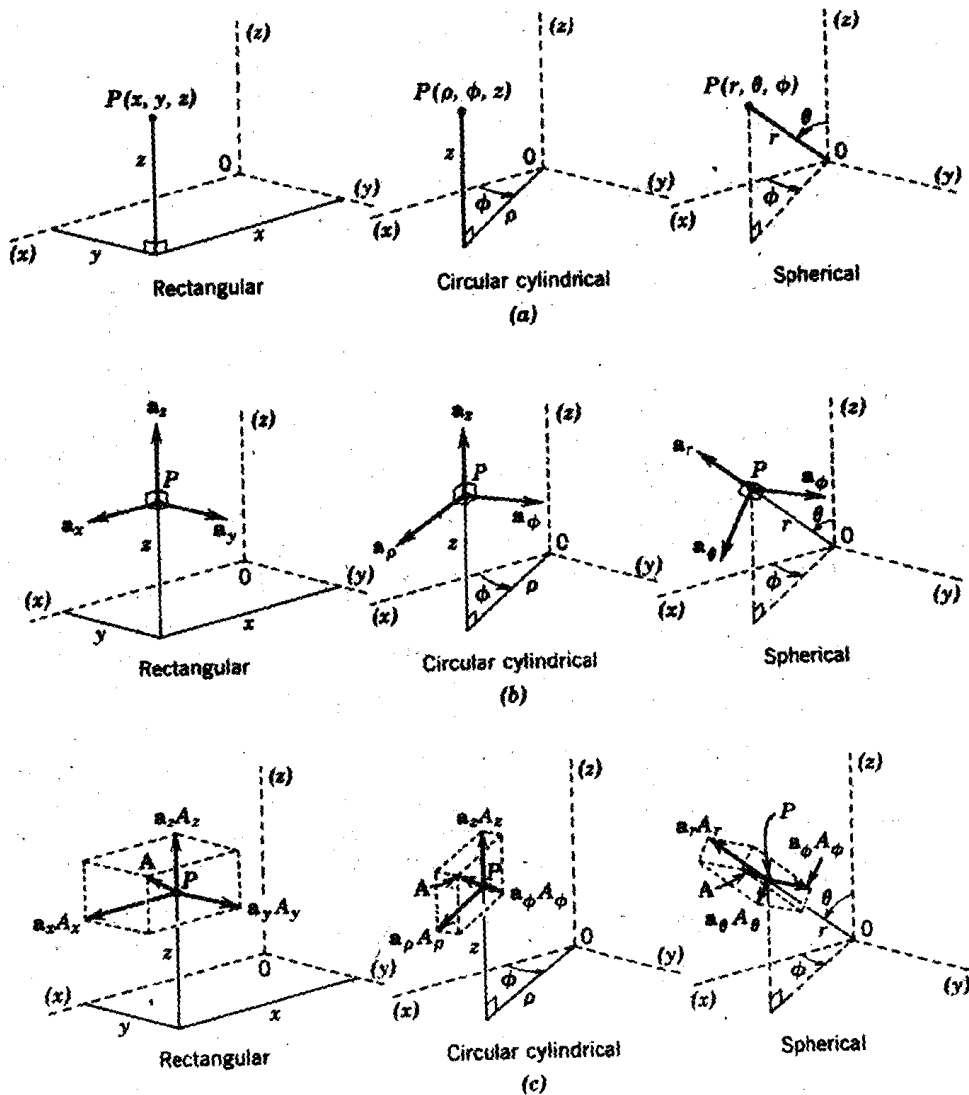 (z) (z) (z)
P(x, y, z) P(ρ, ϕ, z) P(r, θ, ϕ)
θ
z z r
0 0 0
(y) (y) (y)
ϕ ϕ
(x) (x) (x)
y x ρ
Rectangular Circular cylindrical Spherical
(a)
a_z a_z (z)
(z) (z)
a_r
P P P a_ϕ
a_x a_y a_ϕ r θ 0
z a_ρ z 0 a_θ
0
(x) (y) ϕ ρ (y) ϕ
(x) (x) (y)
y x
Rectangular Circular cylindrical Spherical
(b)
(z) (z) (z)
a_zA_z a_zA_z P
a_rA_r
A P A P a_ϕA_ϕ
a_ϕA_ϕ A
a_xA_x a_yA_y a_θA_θ θ
a_ρA_ρ r 0
z z 0
0
(x) (y) ϕ (y) ϕ
(x) (x) (y)
y x ρ
Rectangular Circular cylindrical Spherical
(c)